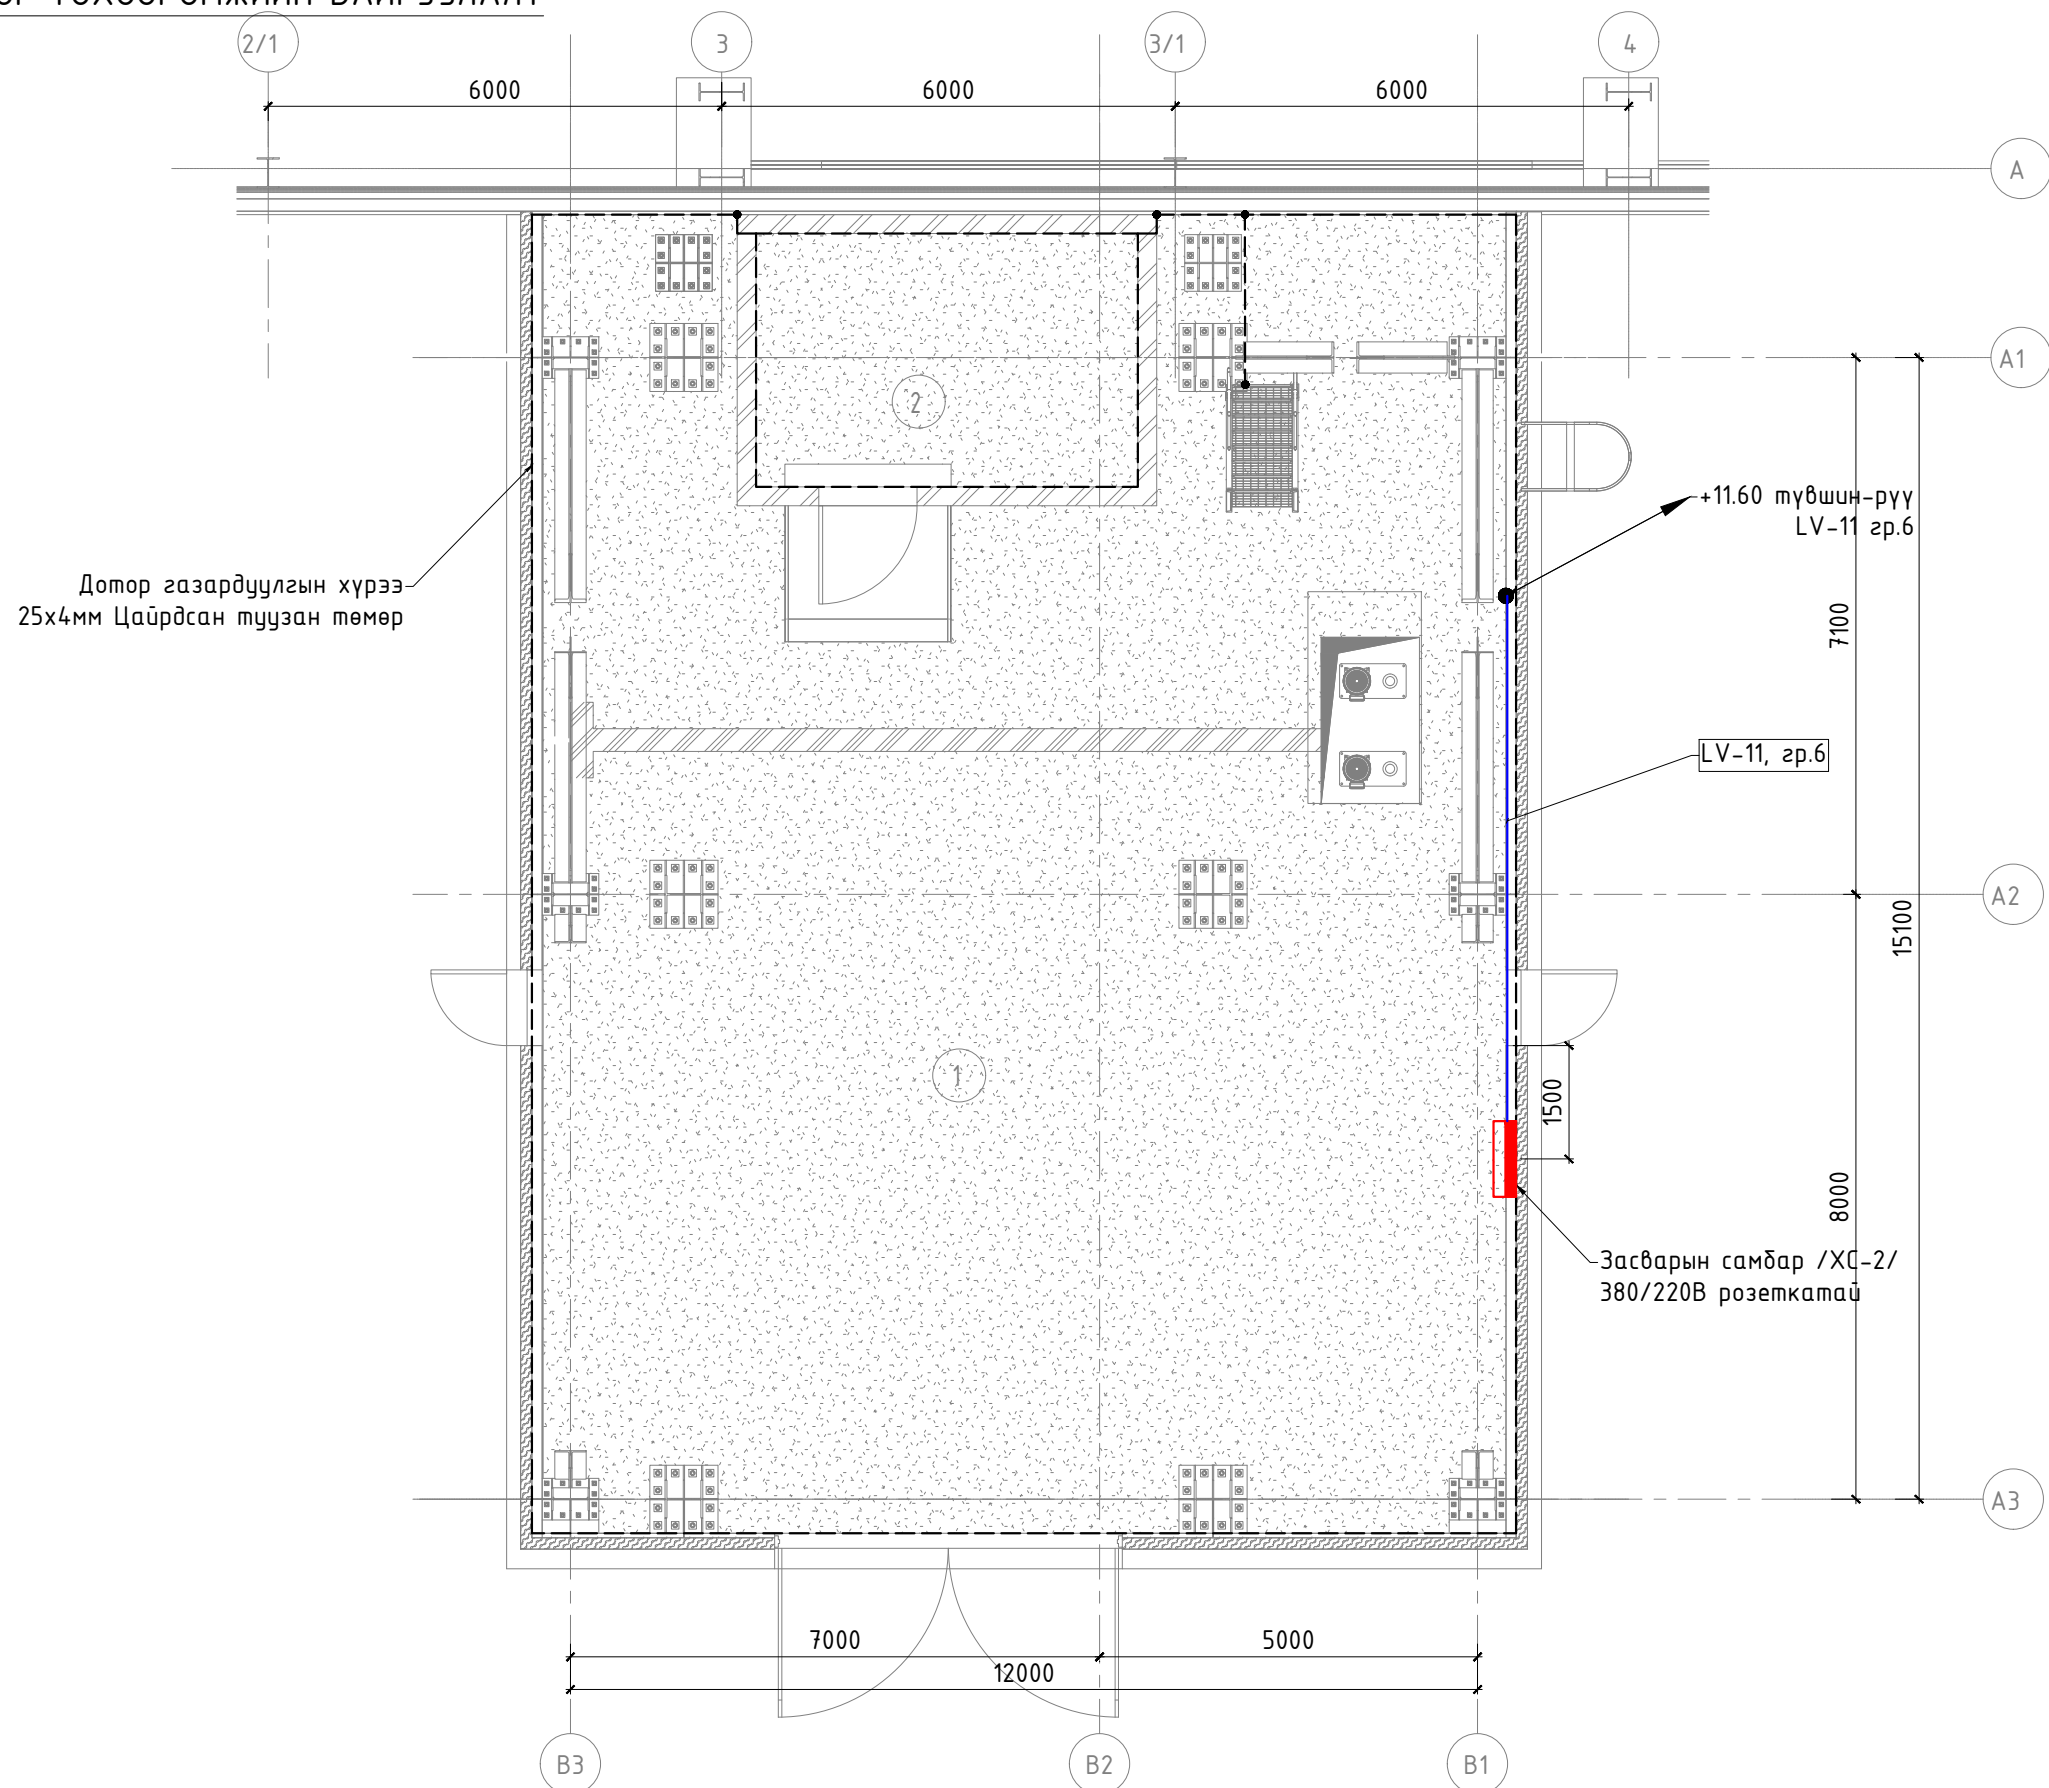 2/1
3
3/1
4
6000
6000
6000
A
A1
2
+11.60 түвшин-рүү
LV-11 гр.6
Дотор газардуулгын хүрээ
25x4мм Цайрдсан туузан төмөр
7100
LV-11, гр.6
A2
15100
1
1500
8000
Засварын самбар /ХС-2/
380/220В розеткатай
A3
7000
5000
12000
B3
B2
B1